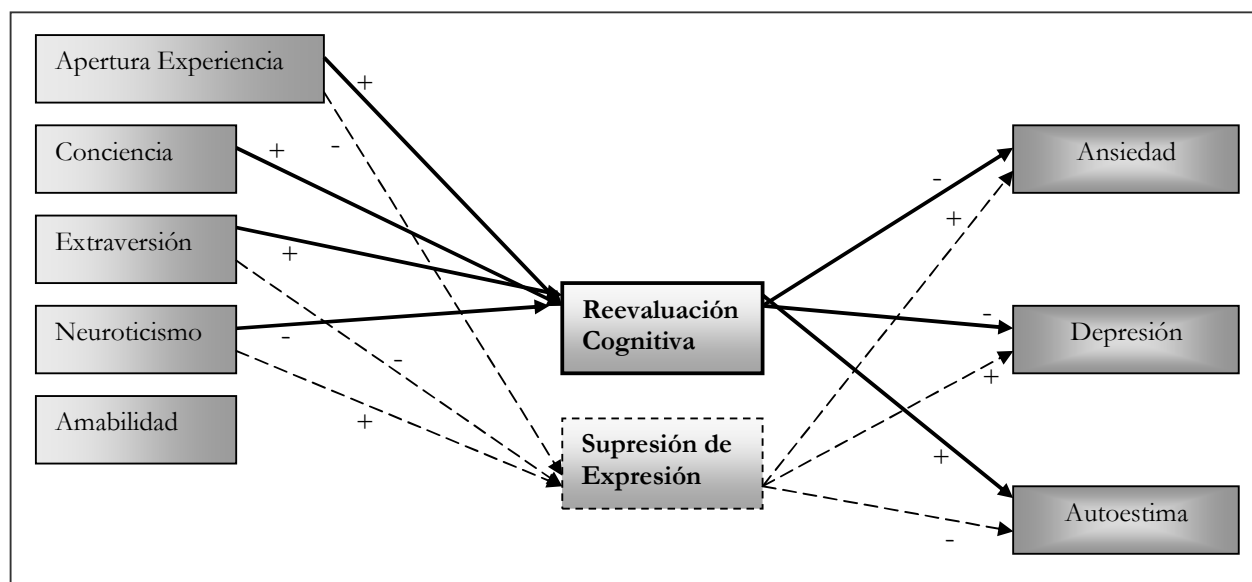 Apertura Experiencia
+
Conciencia
+
-
Ansiedad
-
+
Extraversión
+
Reevaluación
Cognitiva
Neuroticismo
-
-
Depresión
-
+
+
Amabilidad
Supresión de
Expresión
+
Autoestima
-